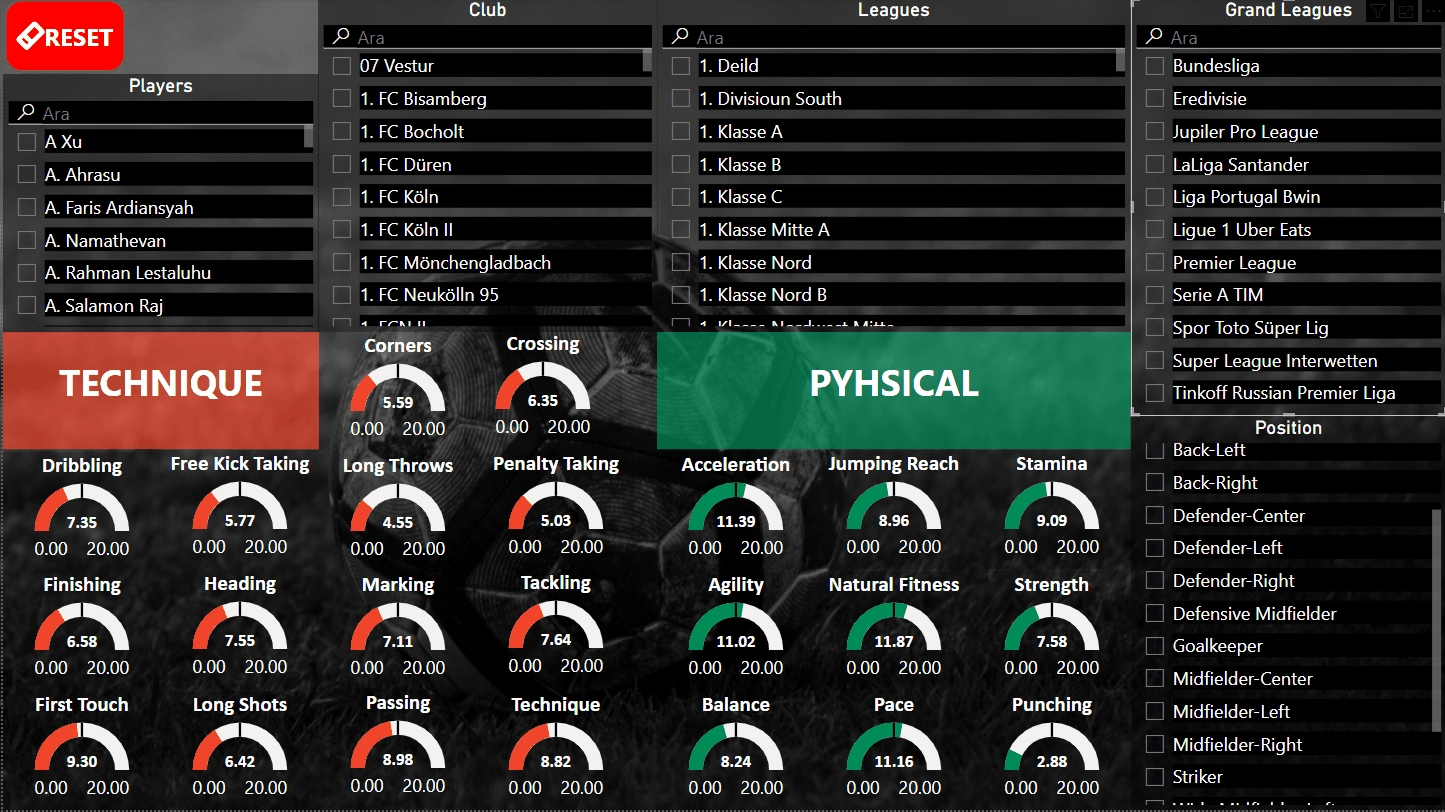 RESET
Players
Ara
A Xu
A. Ahrasu
A. Faris Ardiansyah
A. Namathevan
A. Rahman Lestaluhu
A. Salamon Raj
Club
Ara
07 Vestur
1. FC Bisamberg
1. FC Bocholt
1. FC Düren
1. FC Köln
1. FC Köln II
1. FC Mönchengladbach
1. FC Neukölln 95
Leagues
Ara
1. Deild
1. Divisioun South
1. Klasse A
1. Klasse B
1. Klasse C
1. Klasse Mitte A
1. Klasse Nord
1. Klasse Nord B
1. Klasse Nordwest Mitte
Grand Leagues
Ara
Bundesliga
Eredivisie
Jupiler Pro League
LaLiga Santander
Liga Portugal Bwin
Ligue 1 Uber Eats
Premier League
Serie A TIM
Spor Toto Süper Lig
Super League Interwetten
Tinkoff Russian Premier Liga
Position
Back-Left
Back-Right
Defender-Center
Defender-Left
Defender-Right
Defensive Midfielder
Goalkeeper
Midfielder-Center
Midfielder-Left
Midfielder-Right
Striker
TECHNIQUE
Corners
5.59
0.00 20.00
Crossing
6.35
0.00 20.00
Dribbling
7.35
0.00 20.00
Free Kick Taking
5.77
0.00 20.00
Long Throws
4.55
0.00 20.00
Penalty Taking
5.03
0.00 20.00
Finishing
6.58
0.00 20.00
Heading
7.55
0.00 20.00
Marking
7.11
0.00 20.00
Tackling
7.64
0.00 20.00
First Touch
9.30
0.00 20.00
Long Shots
6.42
0.00 20.00
Passing
8.98
0.00 20.00
Technique
8.82
0.00 20.00
PYHSICAL
Acceleration
11.39
0.00 20.00
Jumping Reach
8.96
0.00 20.00
Stamina
9.09
0.00 20.00
Agility
11.02
0.00 20.00
Natural Fitness
11.87
0.00 20.00
Strength
7.58
0.00 20.00
Balance
8.24
0.00 20.00
Pace
11.16
0.00 20.00
Punching
2.88
0.00 20.00